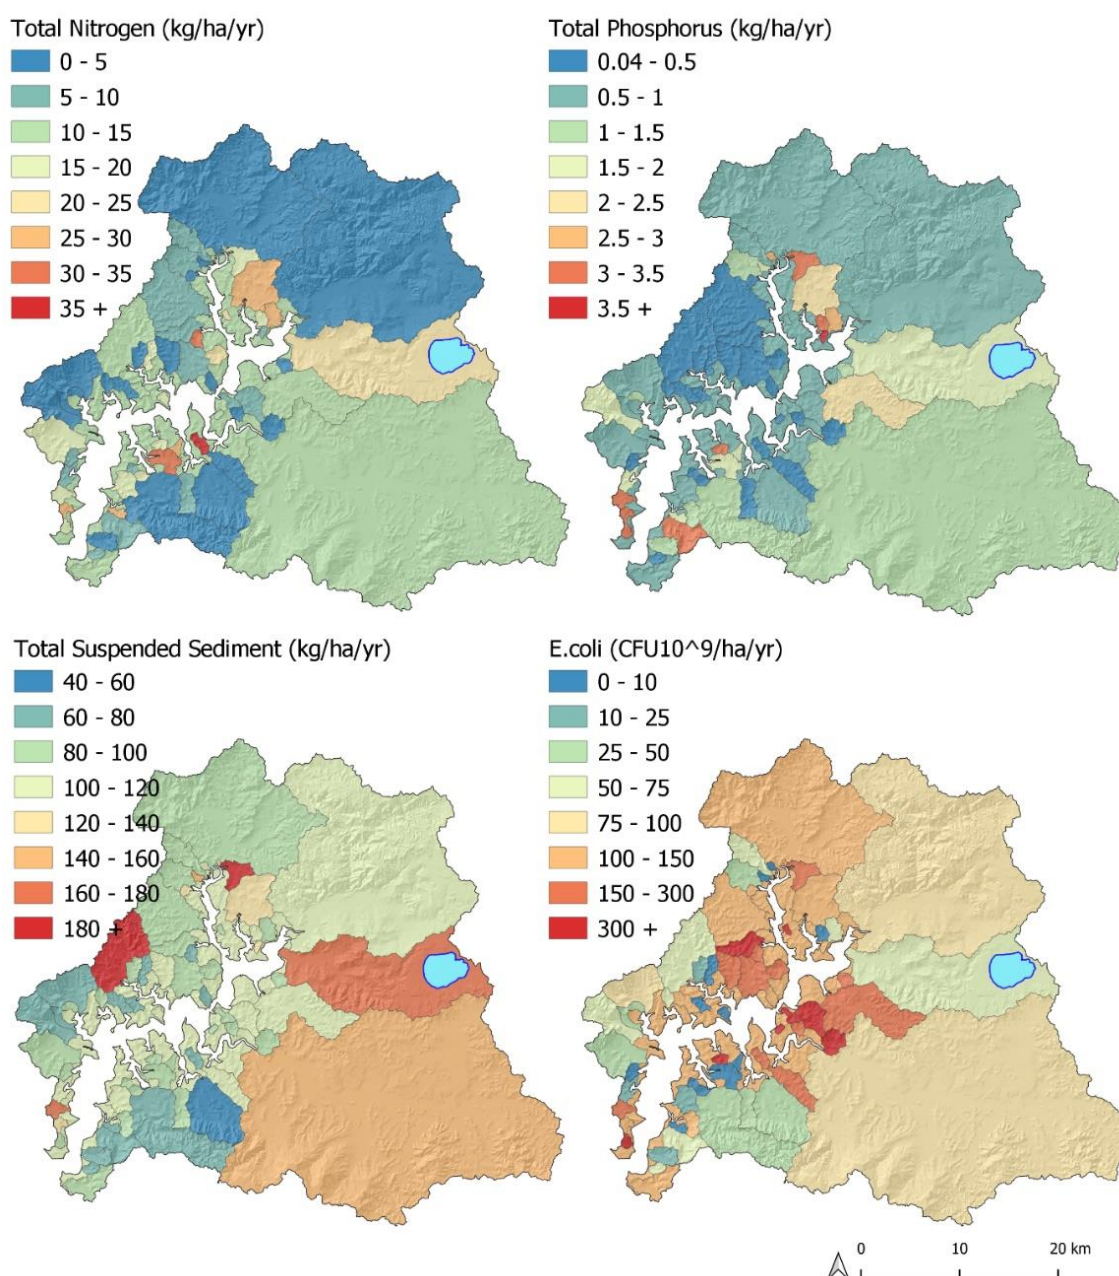 Total Nitrogen (kg/ha/yr)
0 - 5
5 - 10
10 - 15
15 - 20
20 - 25
25 - 30
30 - 35
35 +
Total Phosphorus (kg/ha/yr)
0.04 - 0.5
0.5 - 1
1 - 1.5
1.5 - 2
2 - 2.5
2.5 - 3
3 - 3.5
3.5 +
Total Suspended Sediment (kg/ha/yr)
40 - 60
60 - 80
80 - 100
100 - 120
120 - 140
140 - 160
160 - 180
180 +
E.coli (CFU10^9/ha/yr)
0 - 10
10 - 25
25 - 50
50 - 75
75 - 100
100 - 150
150 - 300
300 +
0 10 20 km